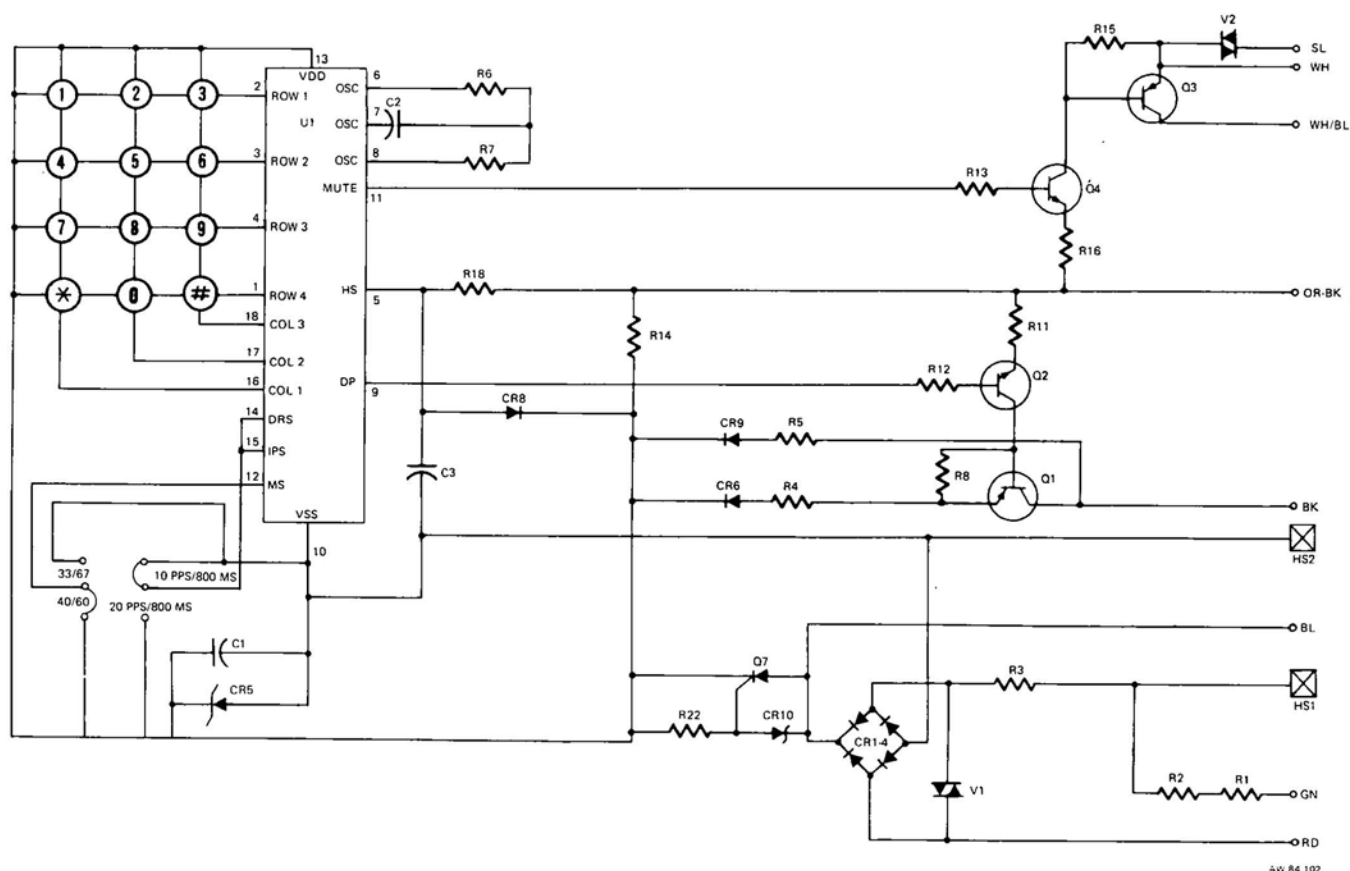 V2
R15
SL
WH
Q3
WH/BL
13
VDD
6
OSC
R6
1
2
3
2
ROW 1
C2
7
U1
OSC
4
5
6
3
ROW 2
8
OSC
R7
MUTE
11
R13
Q4
7
8
9
4
ROW 3
R16
*
0
#
1
ROW 4
HS
5
R18
OR-BK
18
COL 3
R14
R11
17
COL 2
16
COL 1
DP
9
R12
Q2
14
DRS
CR8
15
IPS
CR9
R5
C3
R8
Q1
12
MS
CR6
R4
BK
VSS
10
HS2
33/67
10 PPS/800 MS
40/60
20 PPS/800 MS
BL
C1
Q7
R3
HS1
CR5
R22
CR10
CR1-4
V1
R2
R1
GN
RD
AW 84 102